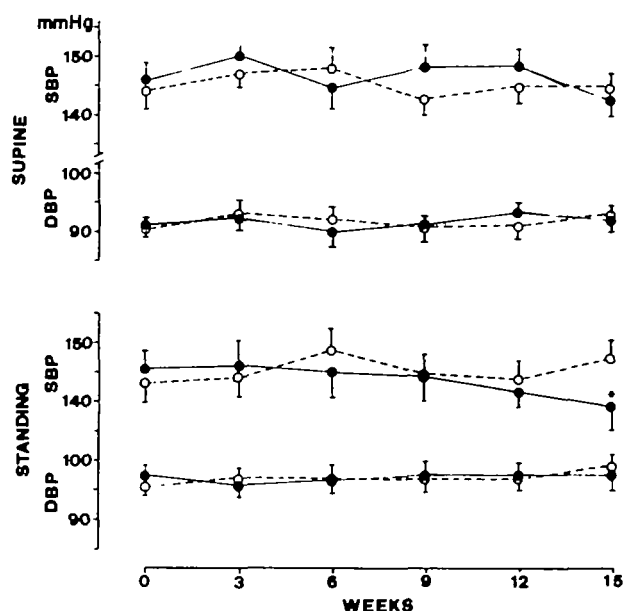 mmHg
150
SBP
140
SUPINE
100
DBP
90
150
SBP
140
STANDING
100
DBP
90
*
0 3 6 9 12 15
WEEKS